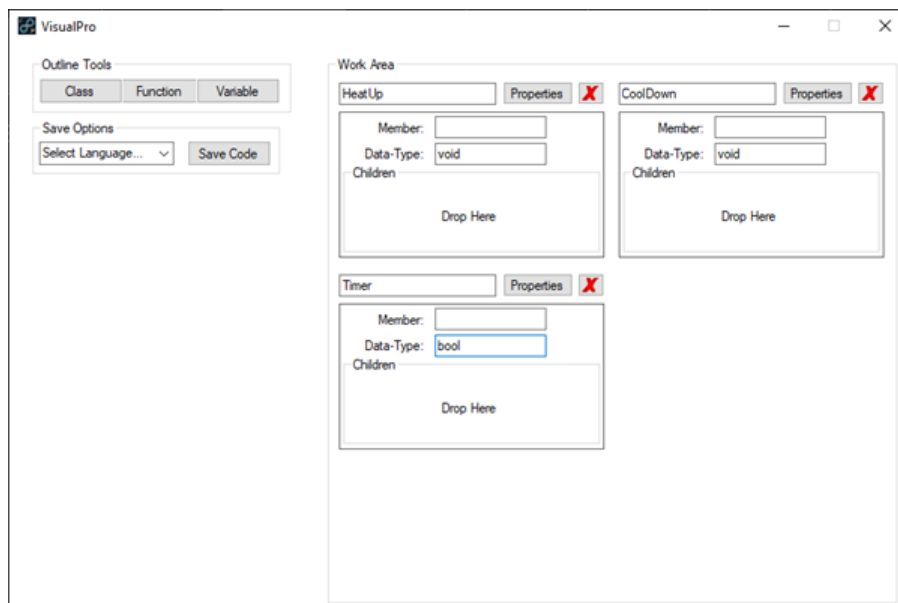 VisualPro
Outline Tools
Class Function Variable
Save Options
Select Language... Save Code
Work Area
HeatUp Properties X
Member:
Data-Type: void
Children
Drop Here
CoolDown Properties X
Member:
Data-Type: void
Children
Drop Here
Timer Properties X
Member:
Data-Type: bool
Children
Drop Here